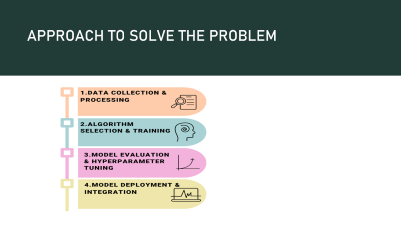 APPROACH TO SOLVE THE PROBLEM
1.DATA COLLECTION &
PROCESSING
2.ALGORITHM
SELECTION & TRAINING
3.MODEL EVALUATION
& HYPERPARAMETER
TUNING
4.MODEL DEPLOYMENT &
INTEGRATION